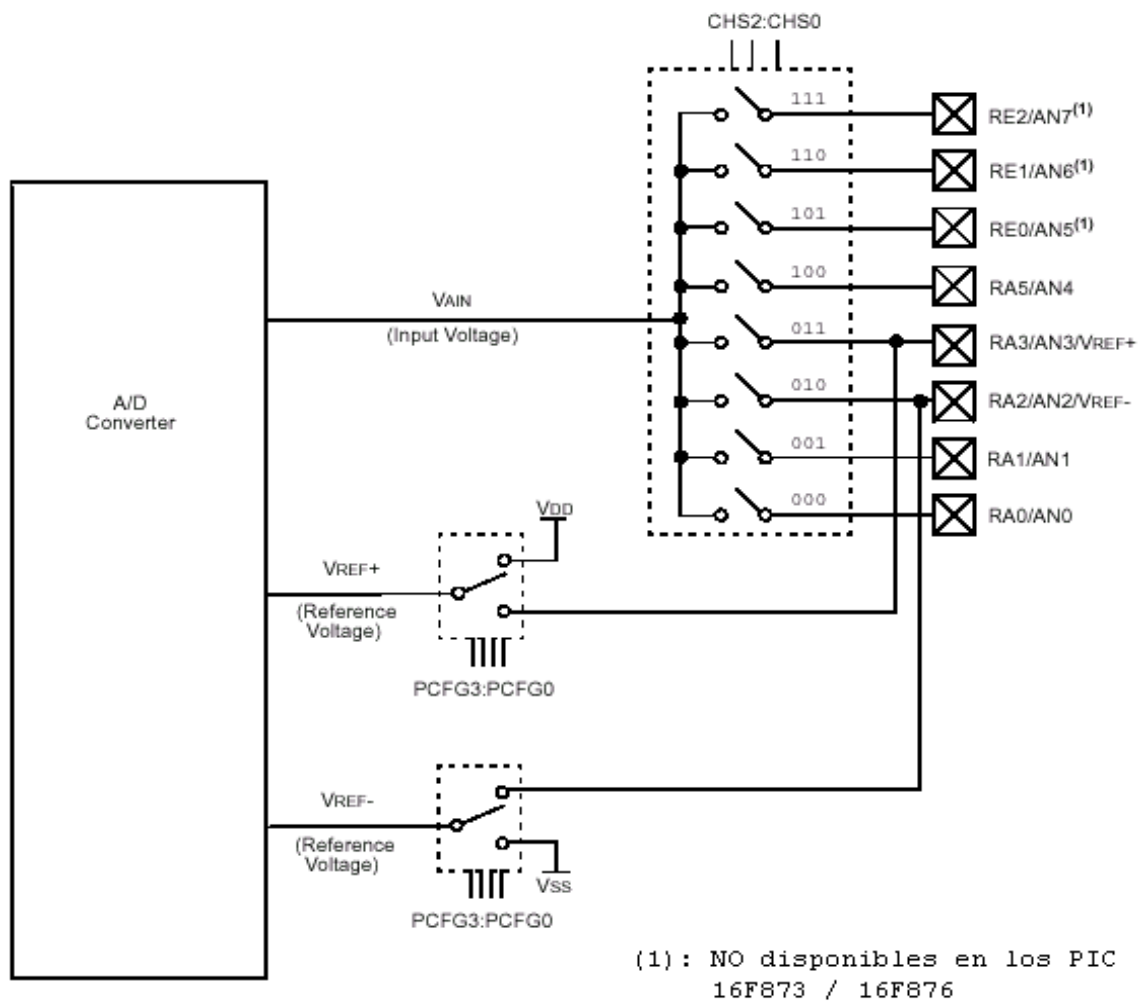 CHS2:CHS0
111
RE2/AN7(1)
110
RE1/AN6(1)
101
RE0/AN5(1)
100
RA5/AN4
VAIN
(Input Voltage)
011
RA3/AN3/VREF+
010
RA2/AN2/VREF-
A/D
Converter
001
RA1/AN1
000
RA0/AN0
VDD
VREF+
(Reference
Voltage)
PCFG3:PCFG0
VREF-
(Reference
Voltage)
VSS
PCFG3:PCFG0
(1): NO disponibles en los PIC
16F873 / 16F876